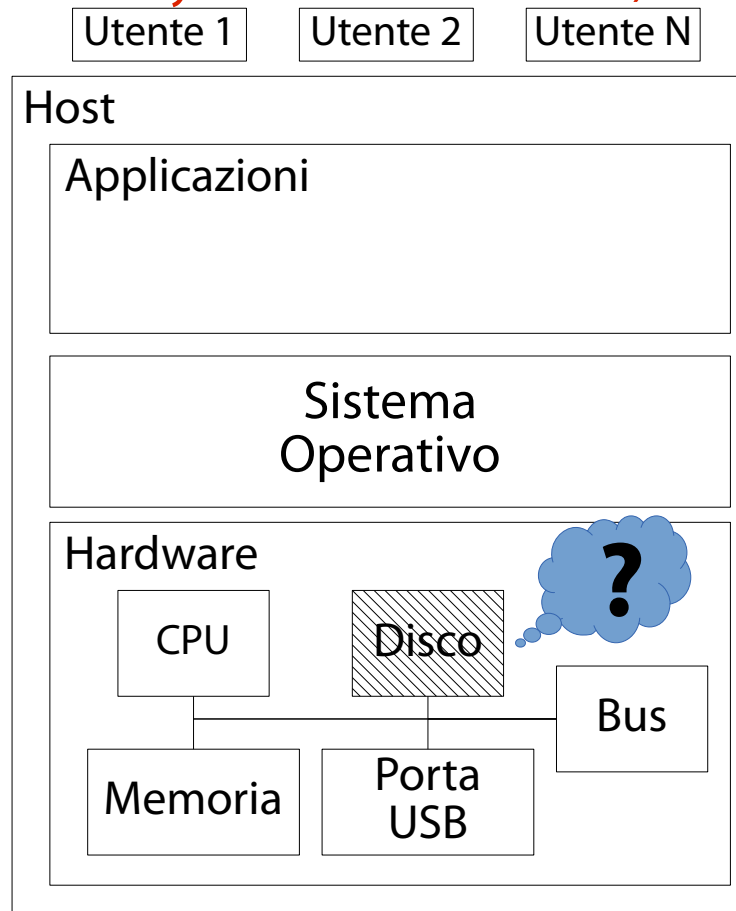 Utente 1
Utente 2
Utente N
Host
Applicazioni
Sistema
Operativo
Hardware
?
CPU
Disco
Bus
Memoria
Porta
USB